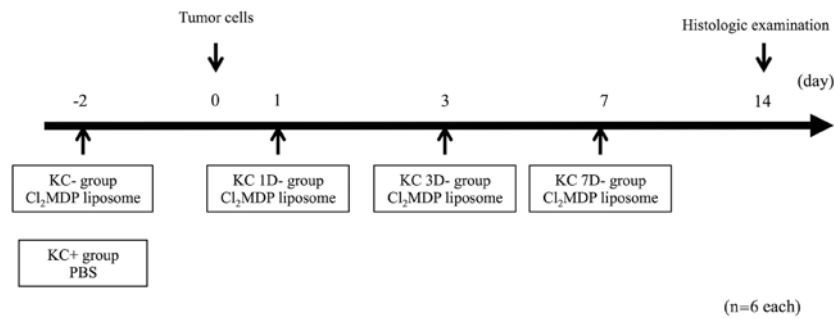 Tumor cells
Histologic examination
(day)
-2 0 1 3 7 14
KC- group
Cl₂MDP liposome
KC 1D- group
Cl₂MDP liposome
KC 3D- group
Cl₂MDP liposome
KC 7D- group
Cl₂MDP liposome
KC+ group
PBS
(n=6 each)